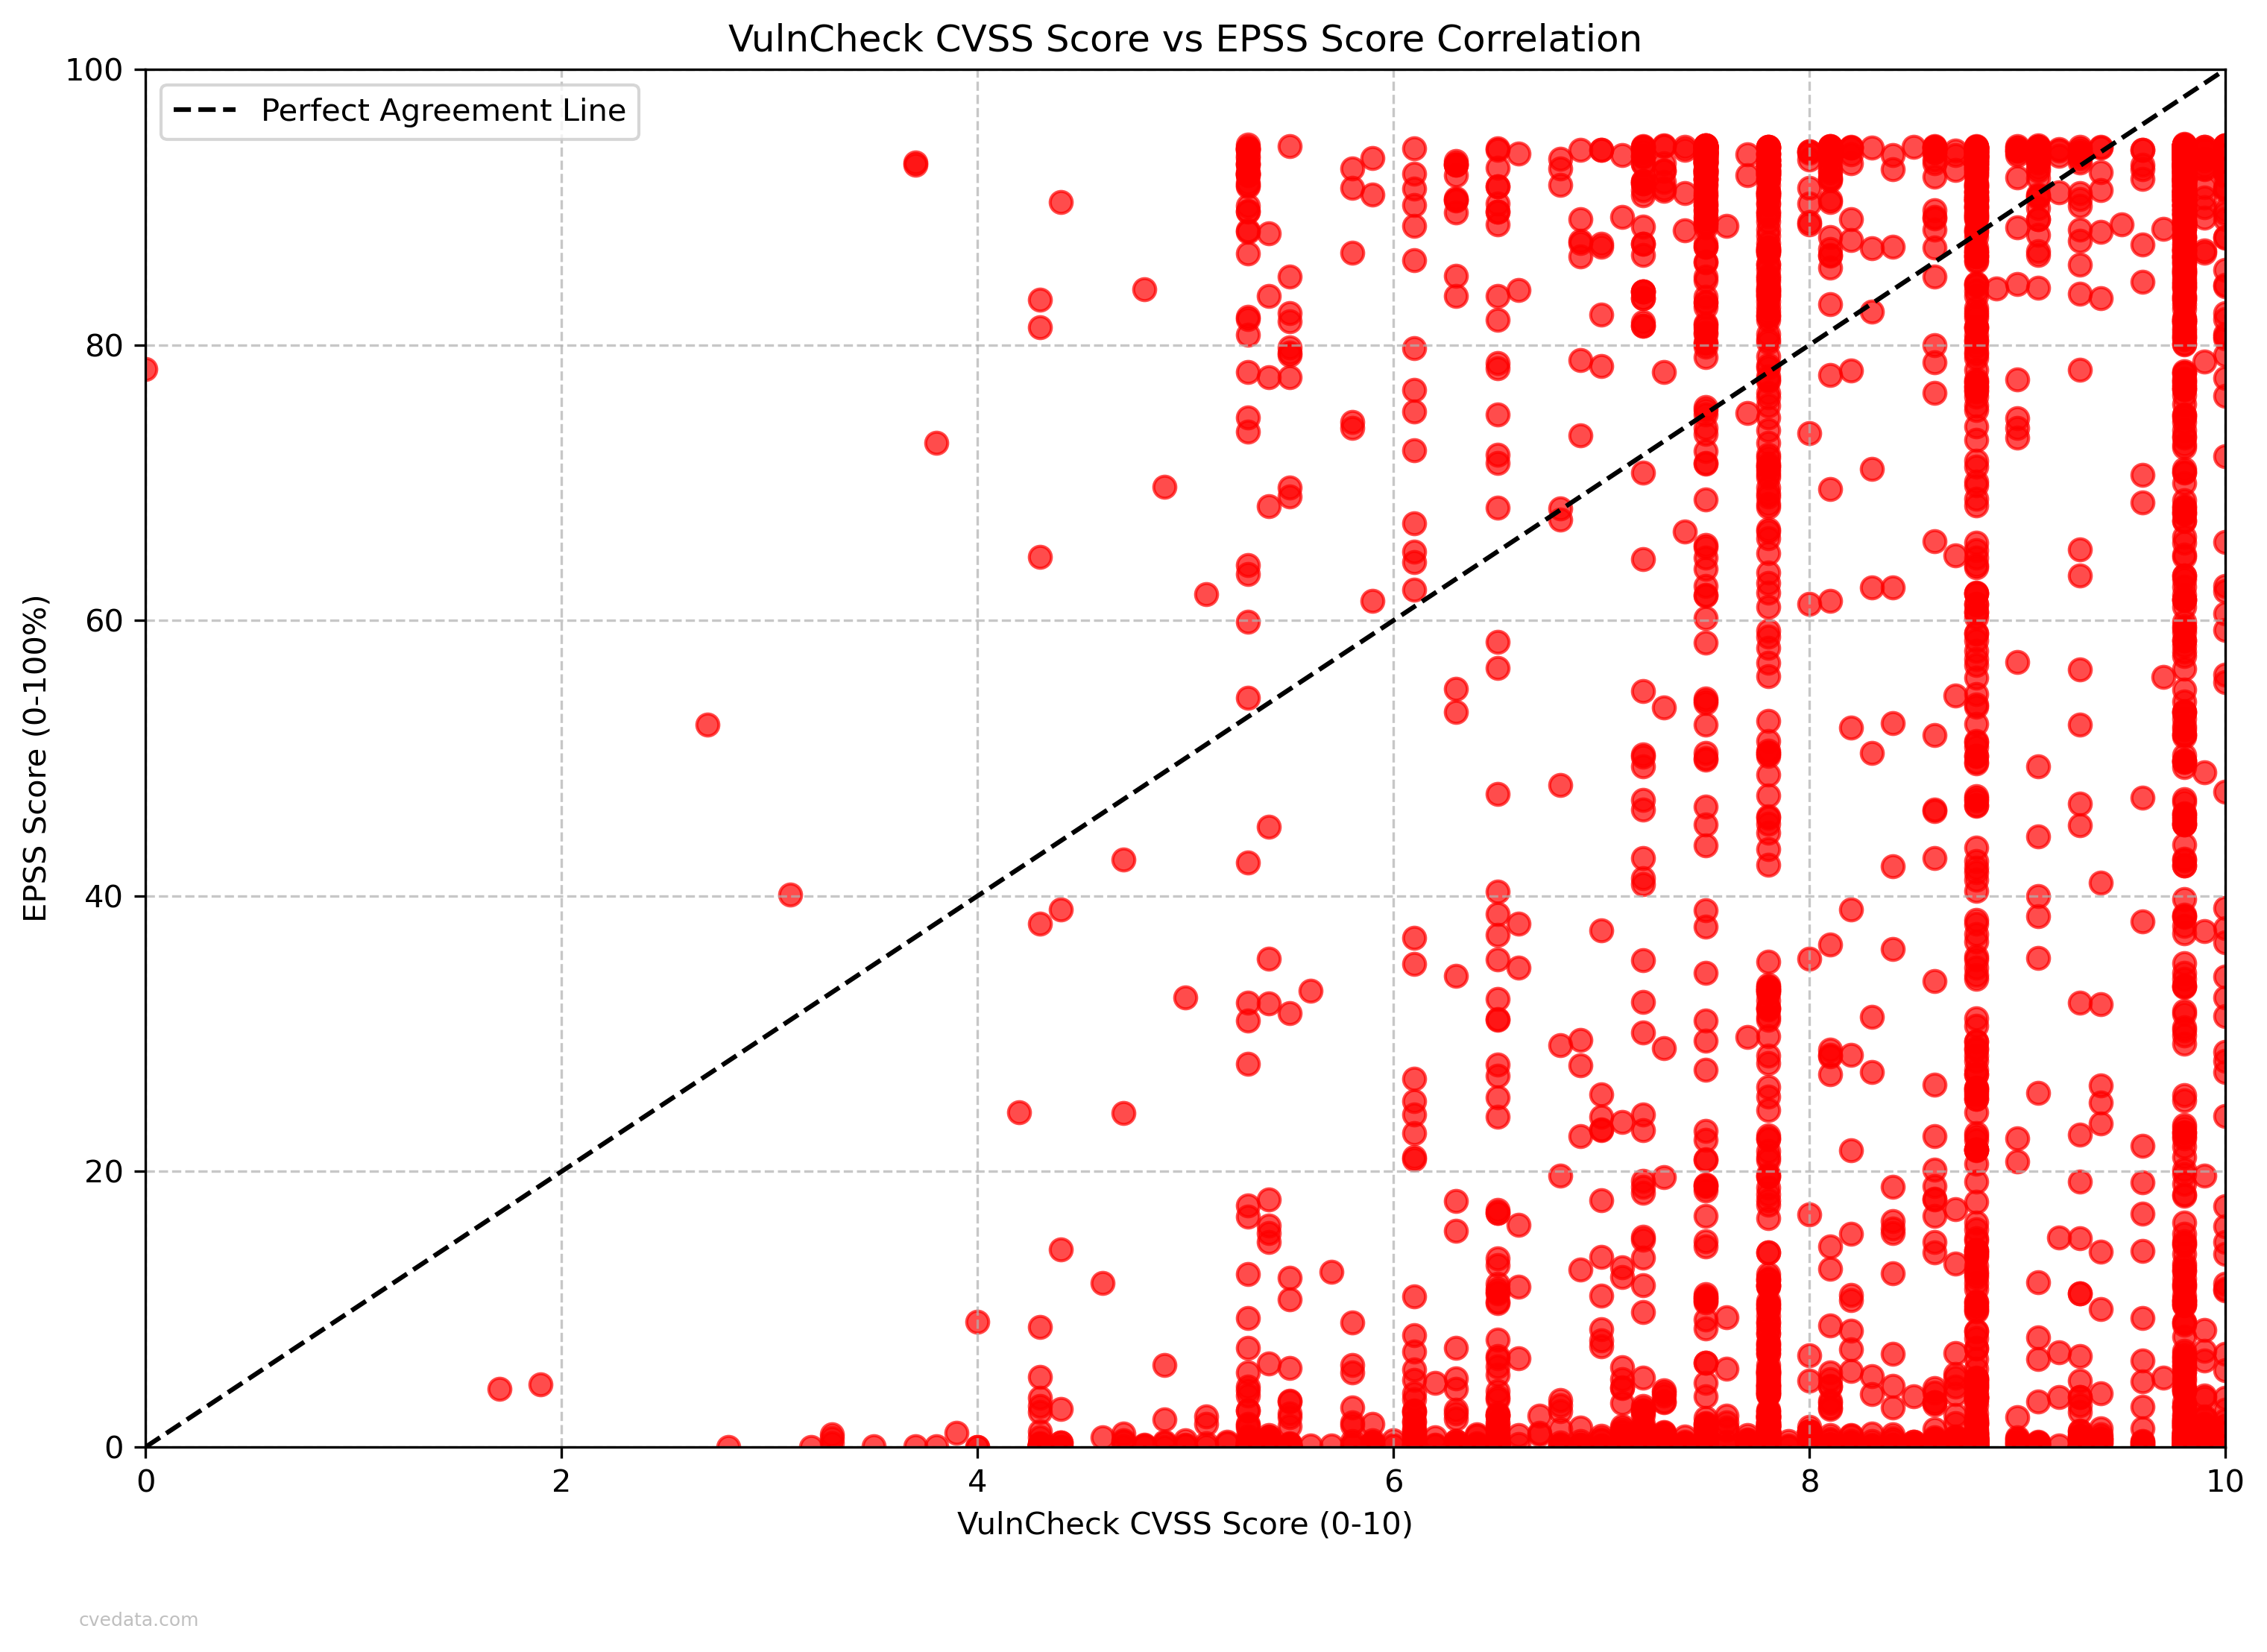 VulnCheck CVSS Score vs EPSS Score Correlation
100
Perfect Agreement Line
80
60
40
20
0
EPSS Score (0-100%)
0 2 4 6 8 10
VulnCheck CVSS Score (0-10)
cvedata.com